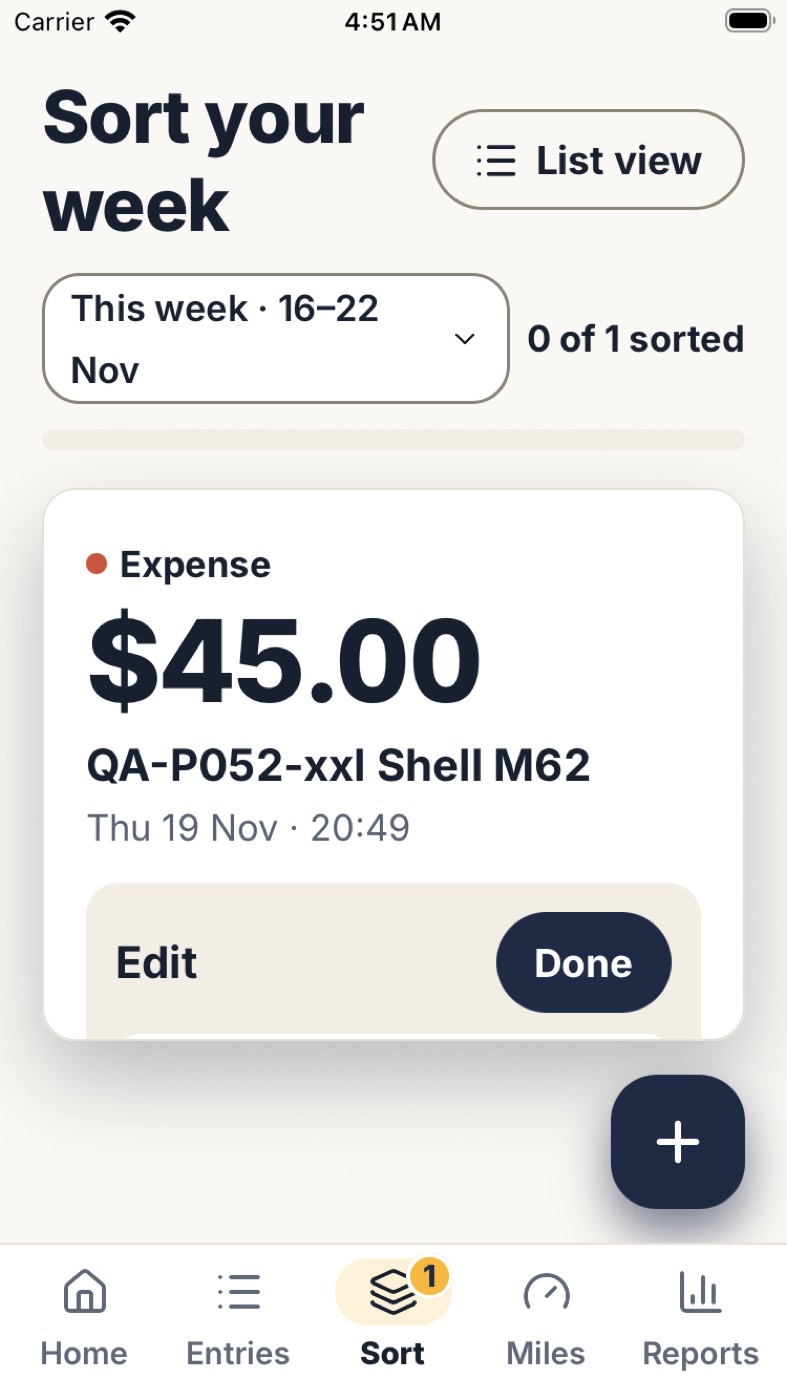 Carrier 4:51 AM
Sort your
week
List view
This week · 16–22
Nov
0 of 1 sorted
Expense
$45.00
QA-P052-xxl Shell M62
Thu 19 Nov · 20:49
Edit
Done
1
Home Entries Sort Miles Reports